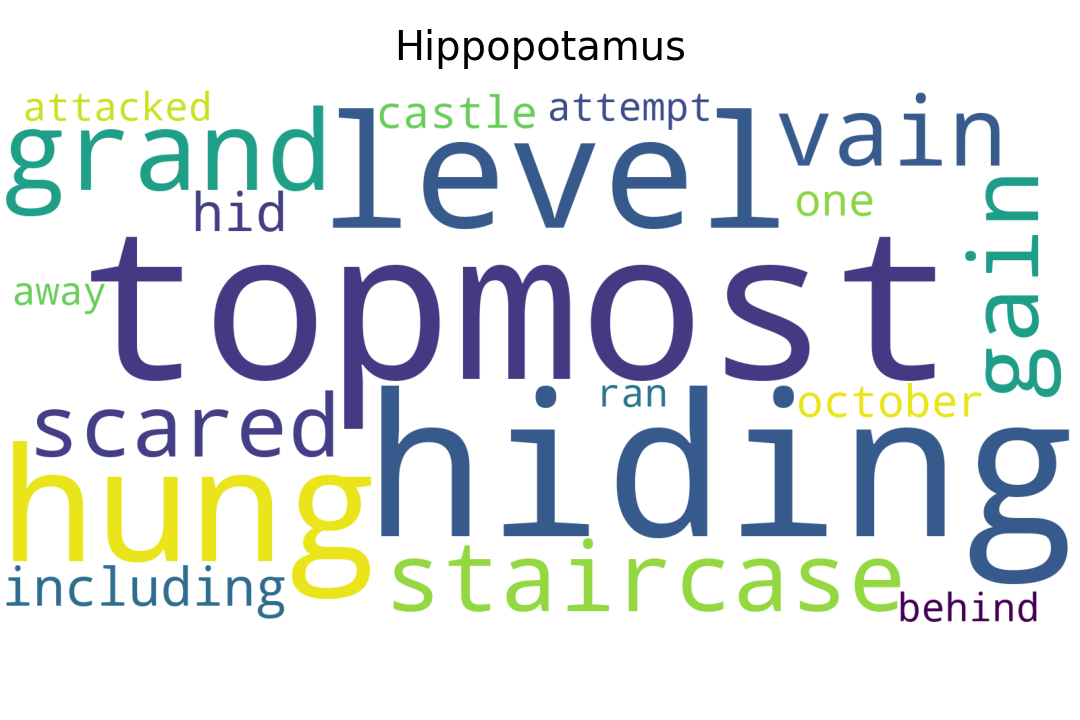 Hippopotamus
attacked
castle
attempt
grand
level
vain
hid
one
gain
topmost
away
ran
october
scared
hiding
hung
staircase
including
behind